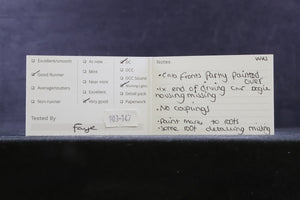 Excellent/smooth
Good Runner
Average/stutters
Non-runner
Tested By
Faye
As new
Mint
Near mint
Excellent
Very good
103-147
DC
DCC
DCC Sound
Working Lights
Detail pack
Paperwork
Notes
•Cab fronts Partly Painted over
•1x end of driving car bogie
housing missing
•No couplings
•Paint marks to roofs
•Some roof detailing missing